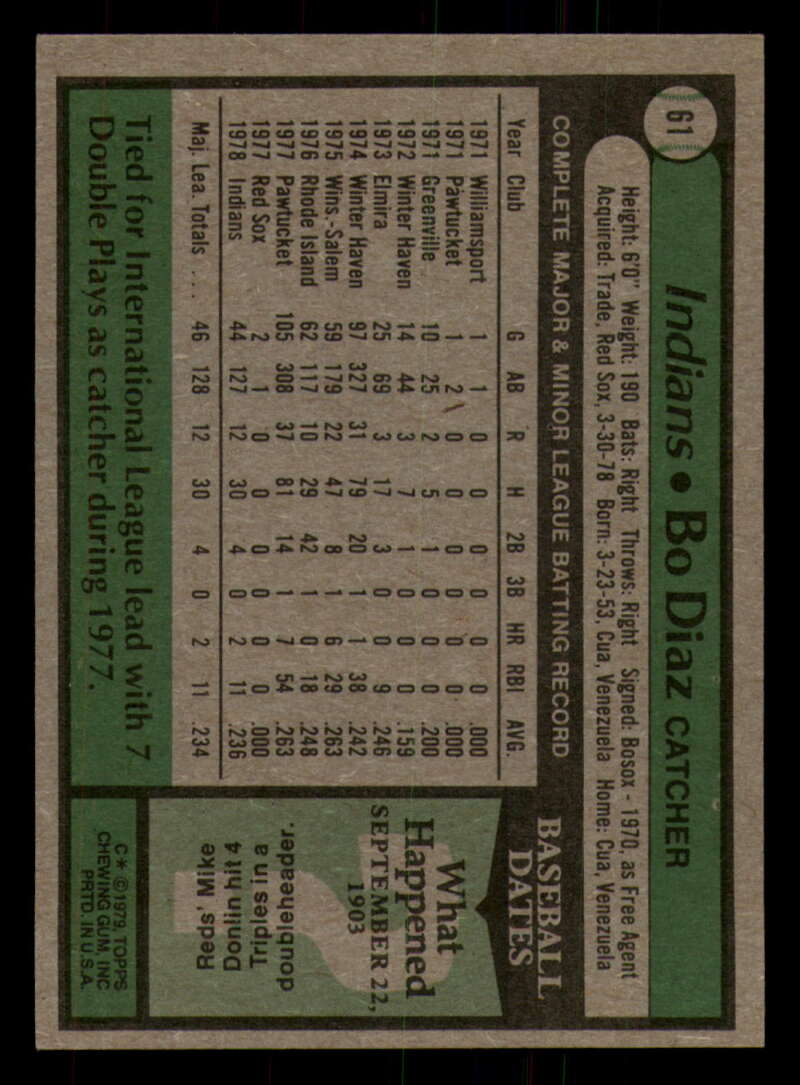 61
Indians • Bo Diaz CATCHER
Height: 6'0" Weight: 190 Bats: Right Throws: Right Signed: Bosox - 1970, as Free Agent
Acquired: Trade, Red Sox, 3-30-78 Born: 3-23-53, Cua, Venezuela Home: Cua, Venezuela
COMPLETE MAJOR & MINOR LEAGUE BATTING RECORD
Year Club G AB R H 2B 3B HR RBI AVG.
1971 Williamsport 1 1 0 0 0 0 0 0 .000
1971 Pawtucket 1 2 0 0 0 0 0 0 .000
1971 Greenville 10 25 2 5 1 0 0 0 .200
1972 Winter Haven 14 44 3 7 1 0 0 0 .159
1973 Elmira 25 69 3 17 3 0 0 9 .246
1974 Winter Haven 97 327 31 79 20 1 1 38 .242
1975 Wins.-Salem 59 179 22 47 8 1 6 29 .263
1976 Rhode Island 62 117 10 29 42 1 0 18 .248
1977 Pawtucket 105 308 37 81 14 1 7 54 .263
1977 Red Sox 2 1 0 0 0 0 0 0 .000
1978 Indians 44 127 12 30 4 0 2 11 .236
Maj. Lea. Totals . . . 46 128 12 30 4 0 2 11 .234
Tied for International League lead with 7
Double Plays as catcher during 1977.
BASEBALL
DATES
What
Happened
SEPTEMBER 22,
1903
Reds' Mike
Donlin hit 4
Triples in a
doubleheader.
C* © 1979, TOPPS
CHEWING GUM, INC
PRTD. IN U.S.A.